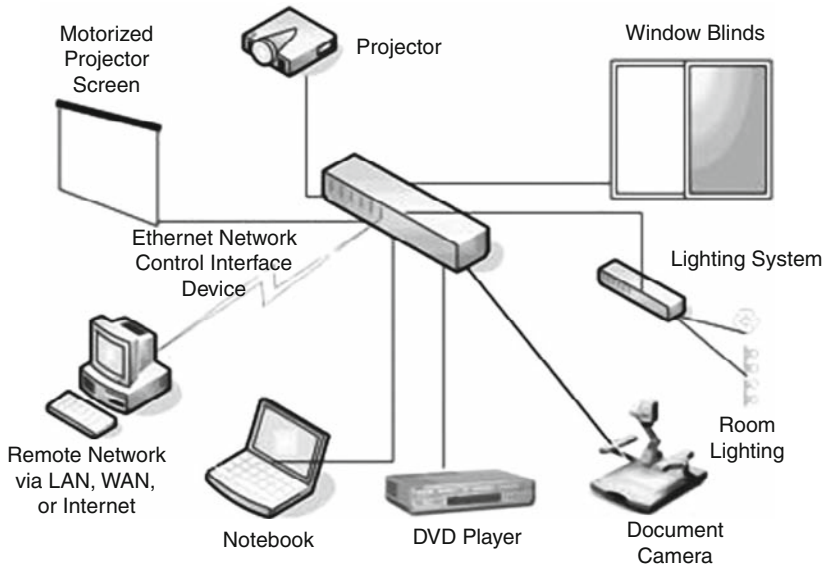 Motorized
Projector
Screen
Projector
Window Blinds
Ethernet Network
Control Interface
Device
Lighting System
Room
Lighting
Remote Network
via LAN, WAN,
or Internet
Notebook
DVD Player
Document
Camera